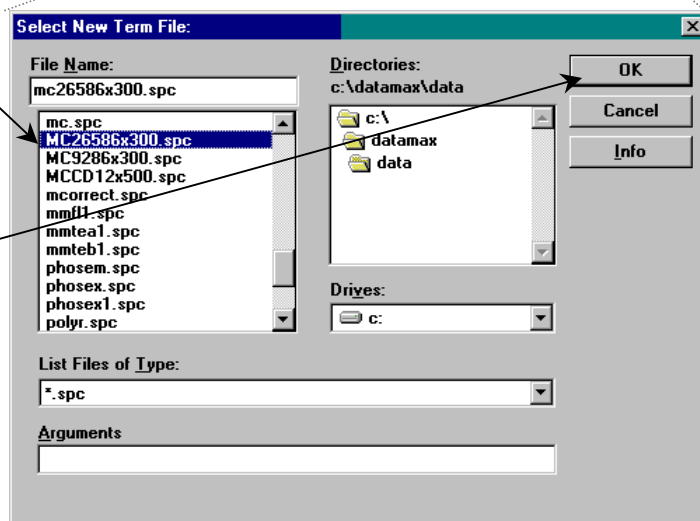 Select New Term File:
File Name:
mc26586x300.spc
mc.spc
MC26586x300.spc
MC9286x300.spc
MCCD12x500.spc
mcorrect.spc
mmfl1.spc
mmtea1.spc
mmteb1.spc
phosem.spc
phosex.spc
phosex1.spc
polyr.spc
List Files of Type:
*.spc
Arguments
Directories:
c:\datamax\data
c:\
datamax
data
Drives:
c:
OK
Cancel
Info